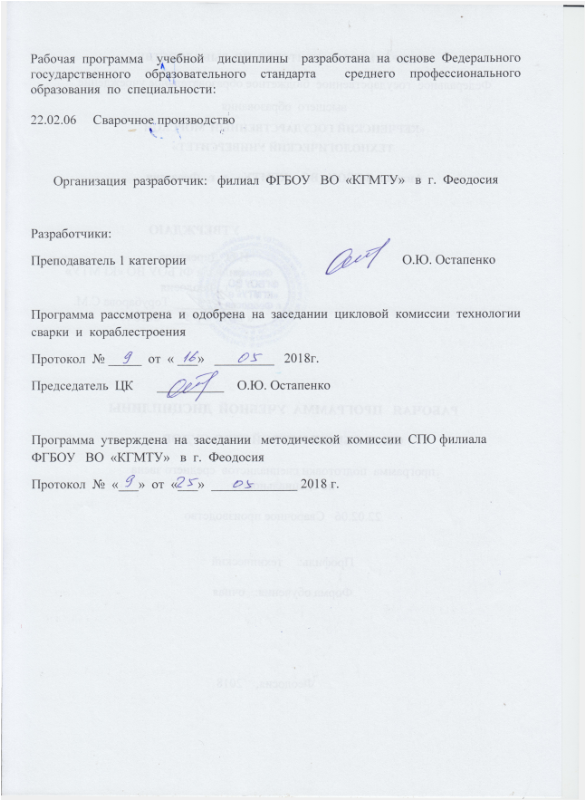 Рабочая программа учебной дисциплины разработана на основе Федерального
государственного образовательного стандарта среднего профессионального
образования по специальности:
22.02.06 Сварочное производство
Организация разработчик: филиал ФГБОУ ВО «КГМТУ» в г. Феодосия
Разработчики:
Преподаватель 1 категории О.Ю. Остапенко
Программа рассмотрена и одобрена на заседании цикловой комиссии технологии
сварки и кораблестроения
Протокол № 9 от « 16 » 05 2018г.
Председатель ЦК О.Ю. Остапенко
Программа утверждена на заседании методической комиссии СПО филиала
ФГБОУ ВО «КГМТУ» в г. Феодосия
Протокол № «9» от «25» 05 2018 г.